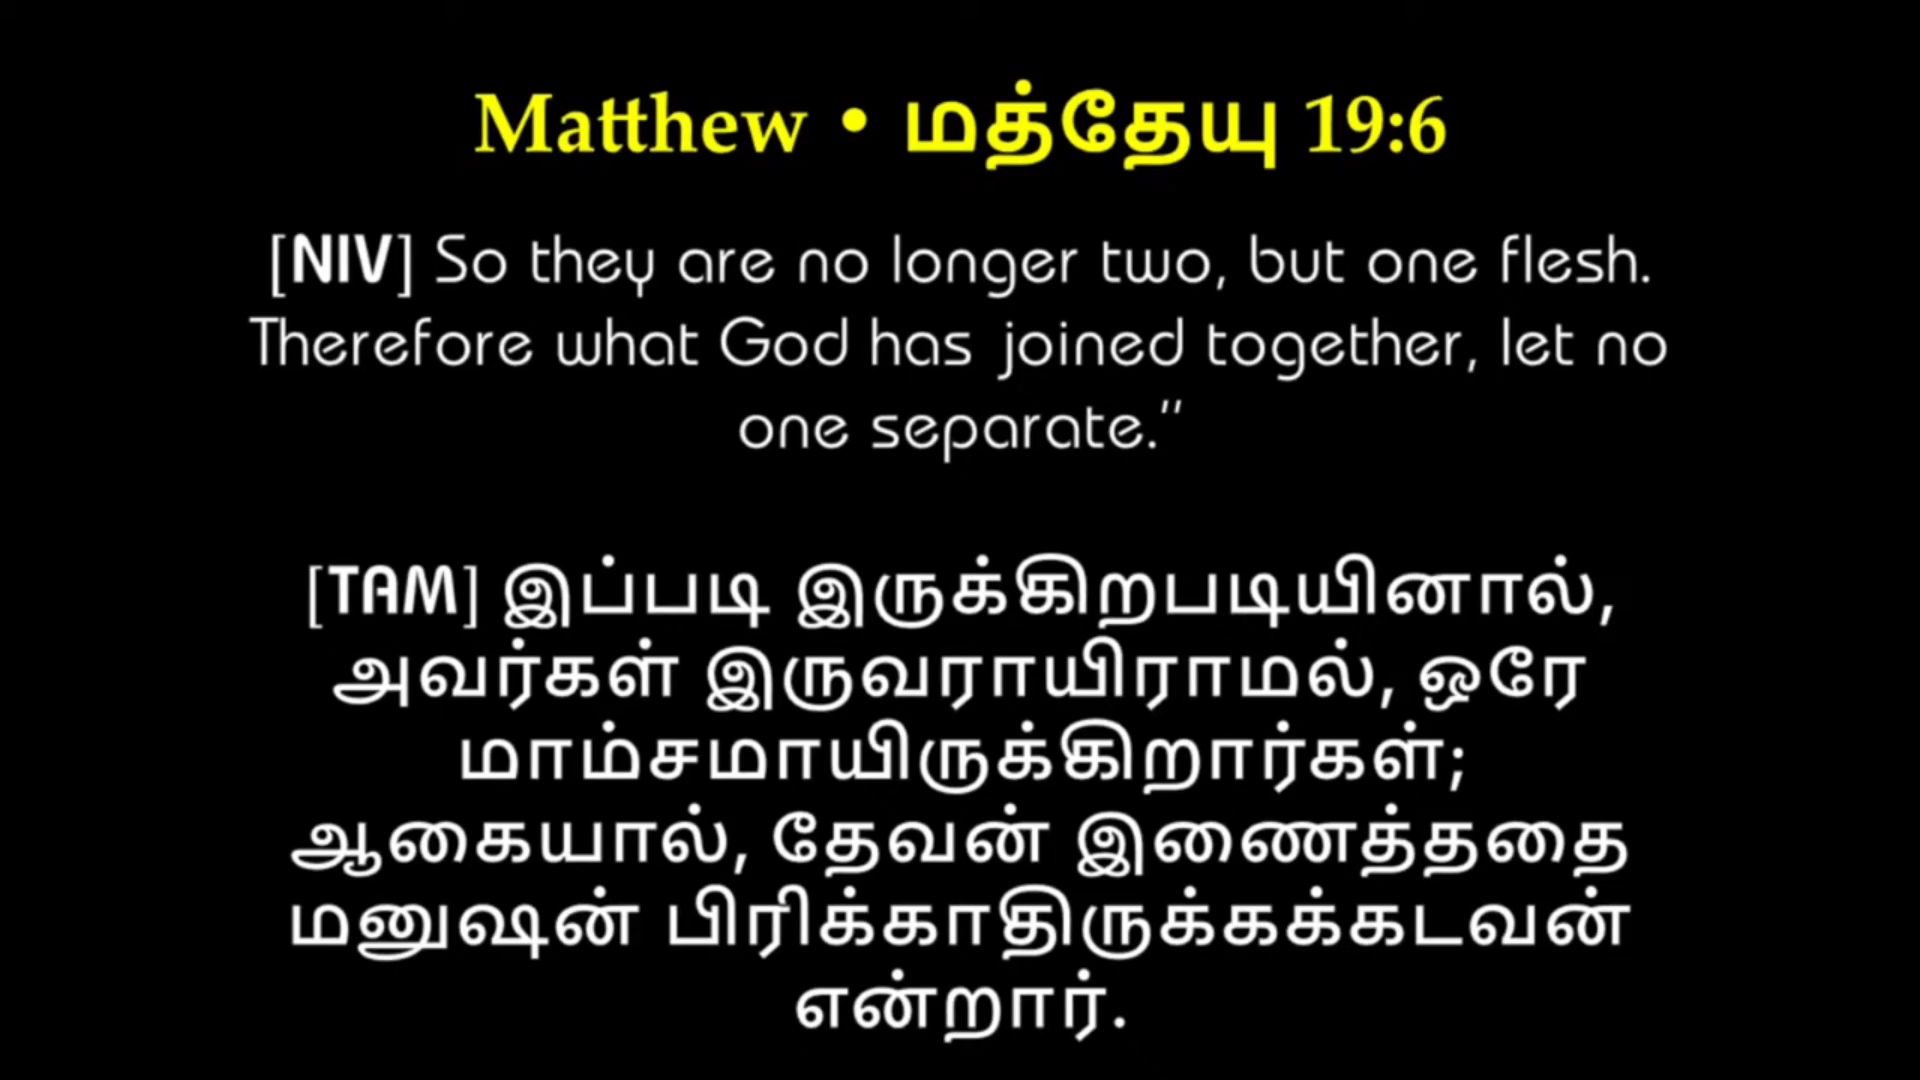 Matthew • மத்தேயு 19:6
[NIV] So they are no longer two, but one flesh.
Therefore what God has joined together, let no
one separate.”
[TAM] இப்படி இருக்கிறபடியினால்,
அவர்கள் இருவராயிராமல், ஒரே
மாம்சமாயிருக்கிறார்கள்;
ஆகையால், தேவன் இணைத்ததை
மனுஷன் பிரிக்காதிருக்கக்கடவன்
என்றார்.